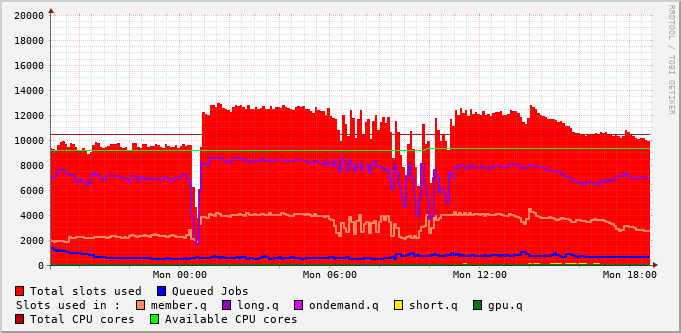 20000
18000
16000
14000
12000
10000
8000
6000
4000
2000
0
Mon 00:00 Mon 06:00 Mon 12:00 Mon 18:00
Total slots used Queued Jobs
Slots used in : member.q long.q ondemand.q short.q gpu.q
Total CPU cores Available CPU cores
RRDTOOL / TOBI OETIKER